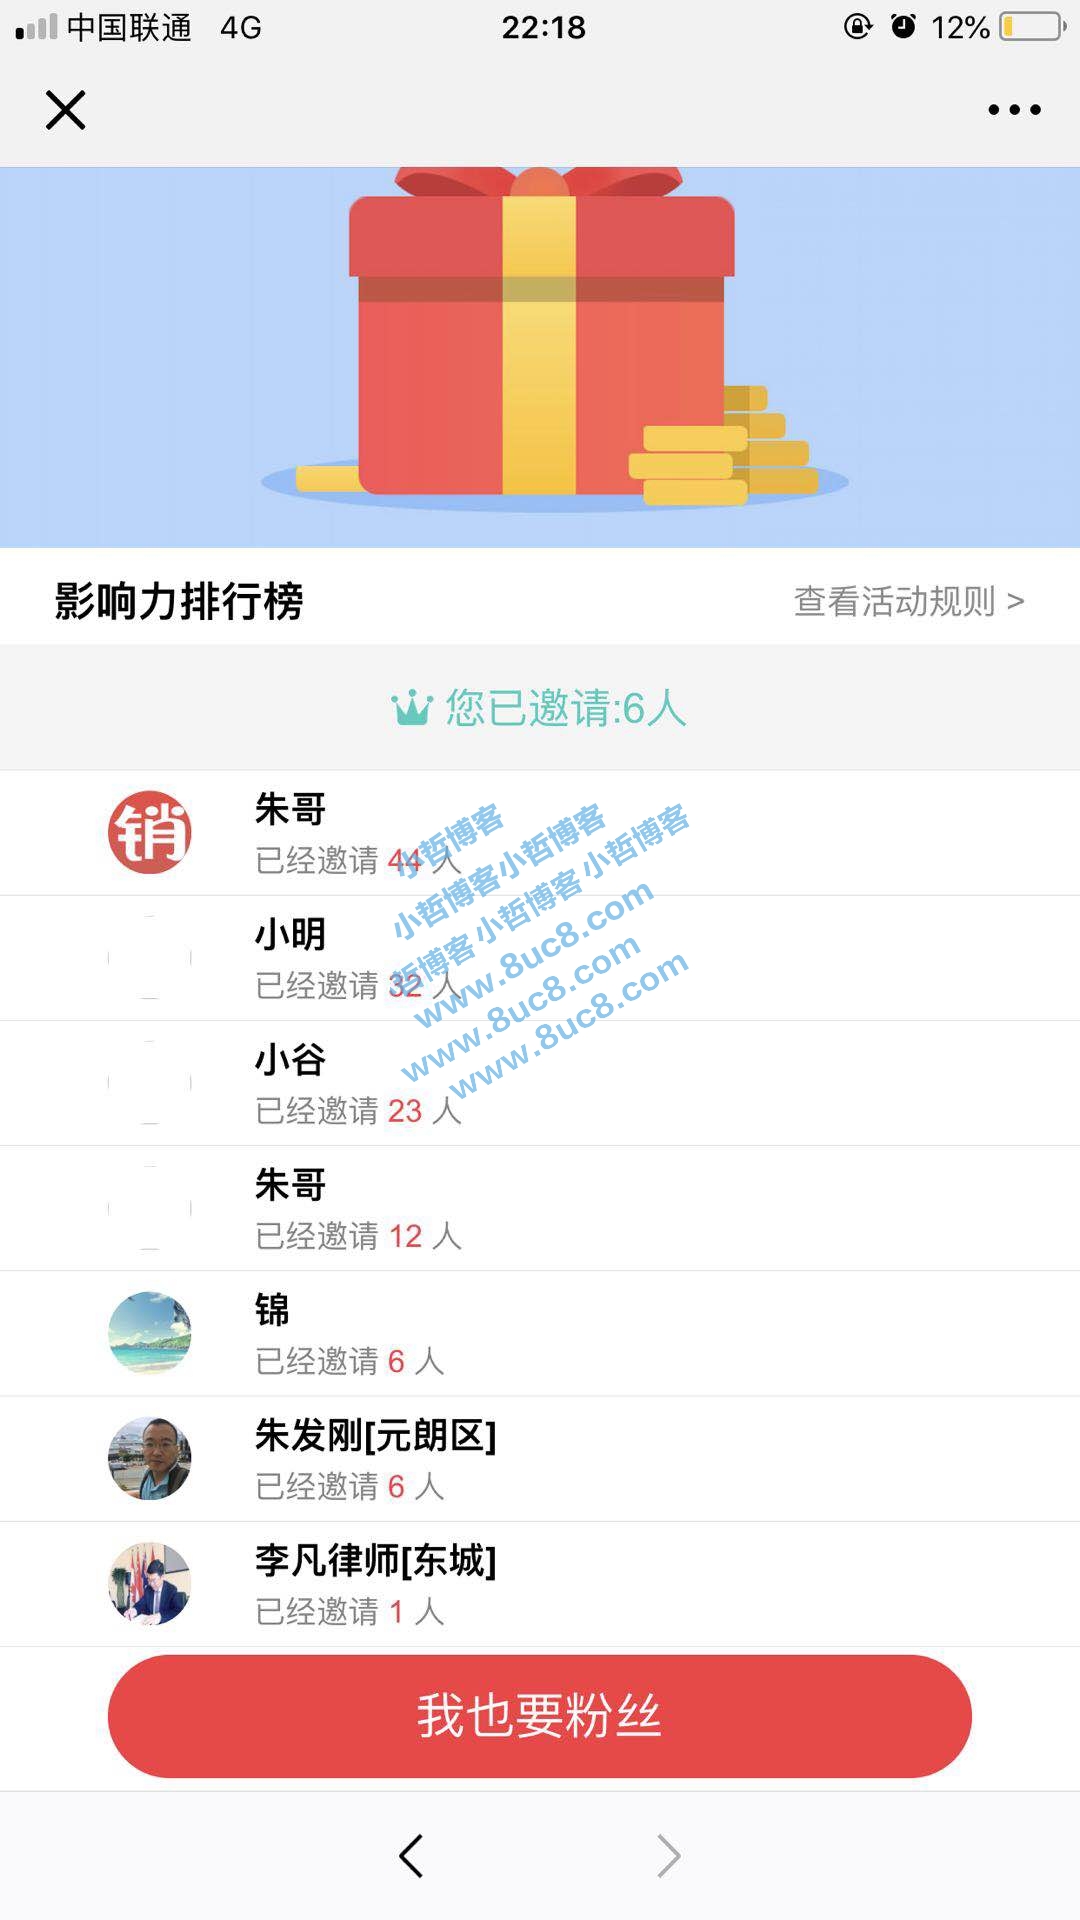 中国联通 4G 22:18 12%
影响力排行榜 查看活动规则 >
您已邀请:6人
销
朱哥
已经邀请 44 人
小明
已经邀请 32 人
小谷
已经邀请 23 人
朱哥
已经邀请 12 人
锦
已经邀请 6 人
朱发刚[元朗区]
已经邀请 6 人
李凡律师[东城]
已经邀请 1 人
小哲博客
小哲博客小哲博客
哲博客 小哲博客 小哲博客
www.8uc8.com
www.8uc8.com
www.8uc8.com
我也要粉丝